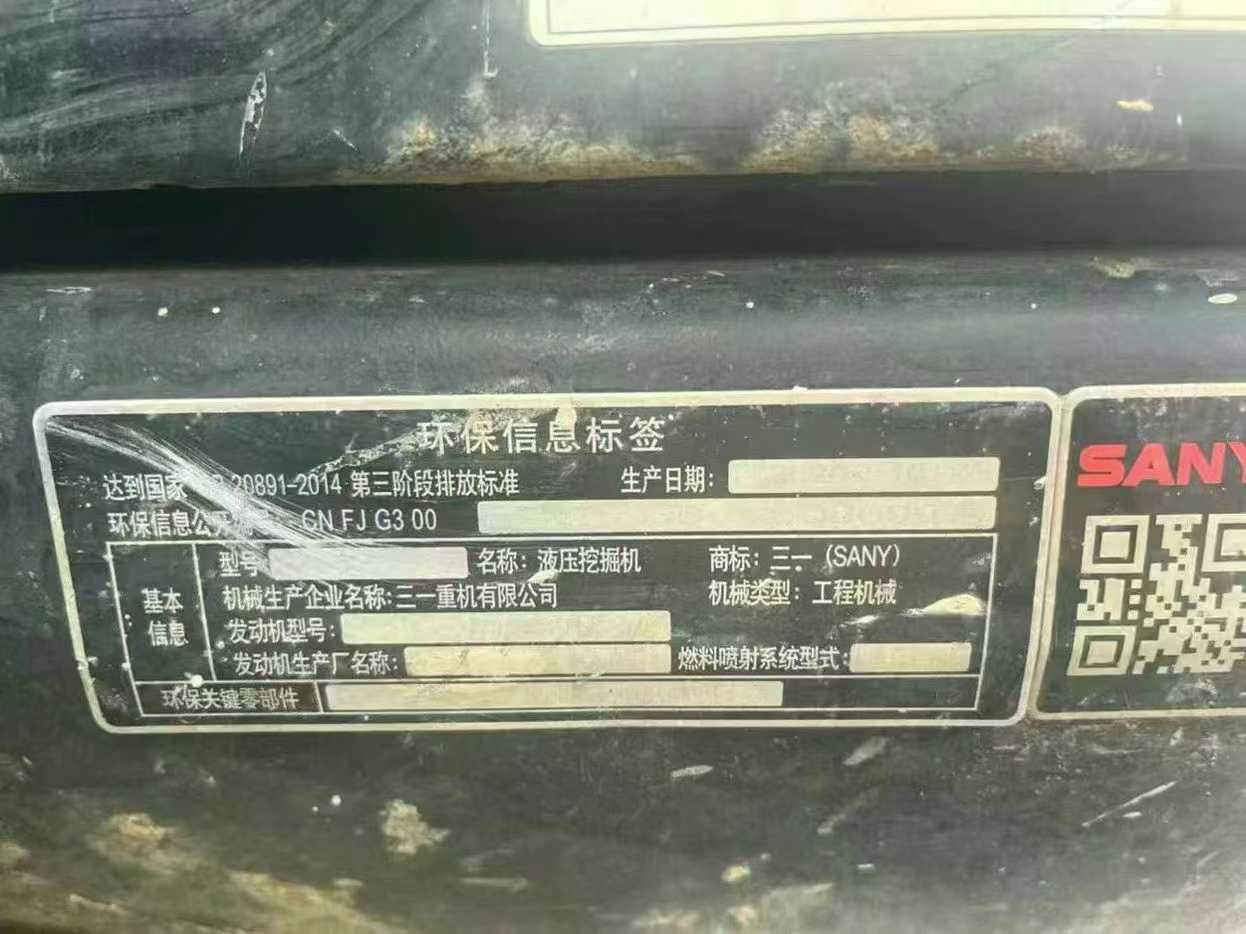 环保信息标签
达到国家 20891-2014 第三阶段排放标准 生产日期：
环保信息公开 CN FJ G3 00
型号 名称：液压挖掘机 商标：三一（SANY）
基本信息
机械生产企业名称：三一重机有限公司 机械类型：工程机械
发动机型号：
发动机生产厂名称： 燃料喷射系统型式：
环保关键零部件
SANY